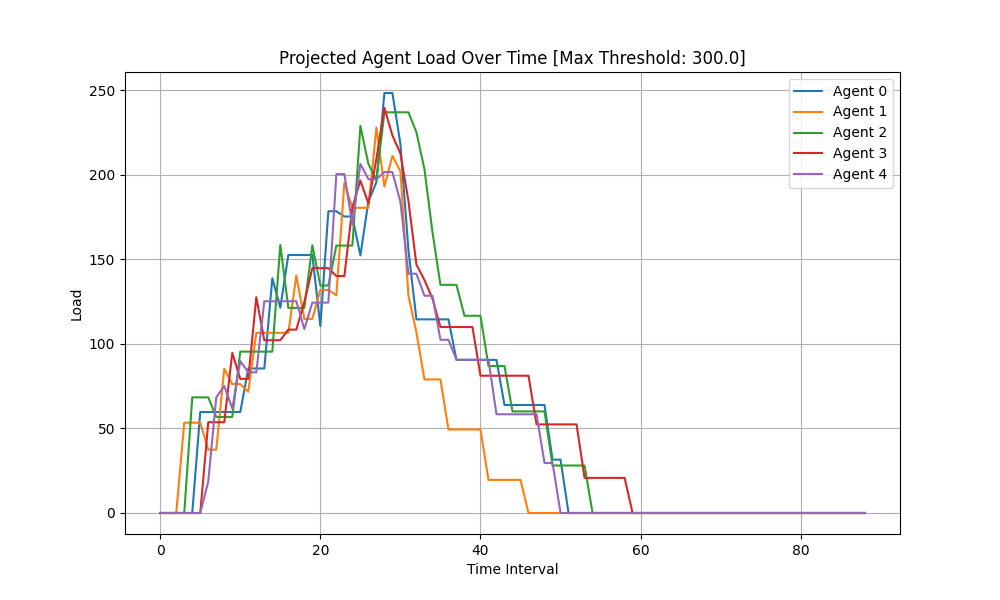 Projected Agent Load Over Time [Max Threshold: 300.0]
Load
250
200
150
100
50
0
Agent 0
Agent 1
Agent 2
Agent 3
Agent 4
0 20 40 60 80
Time Interval